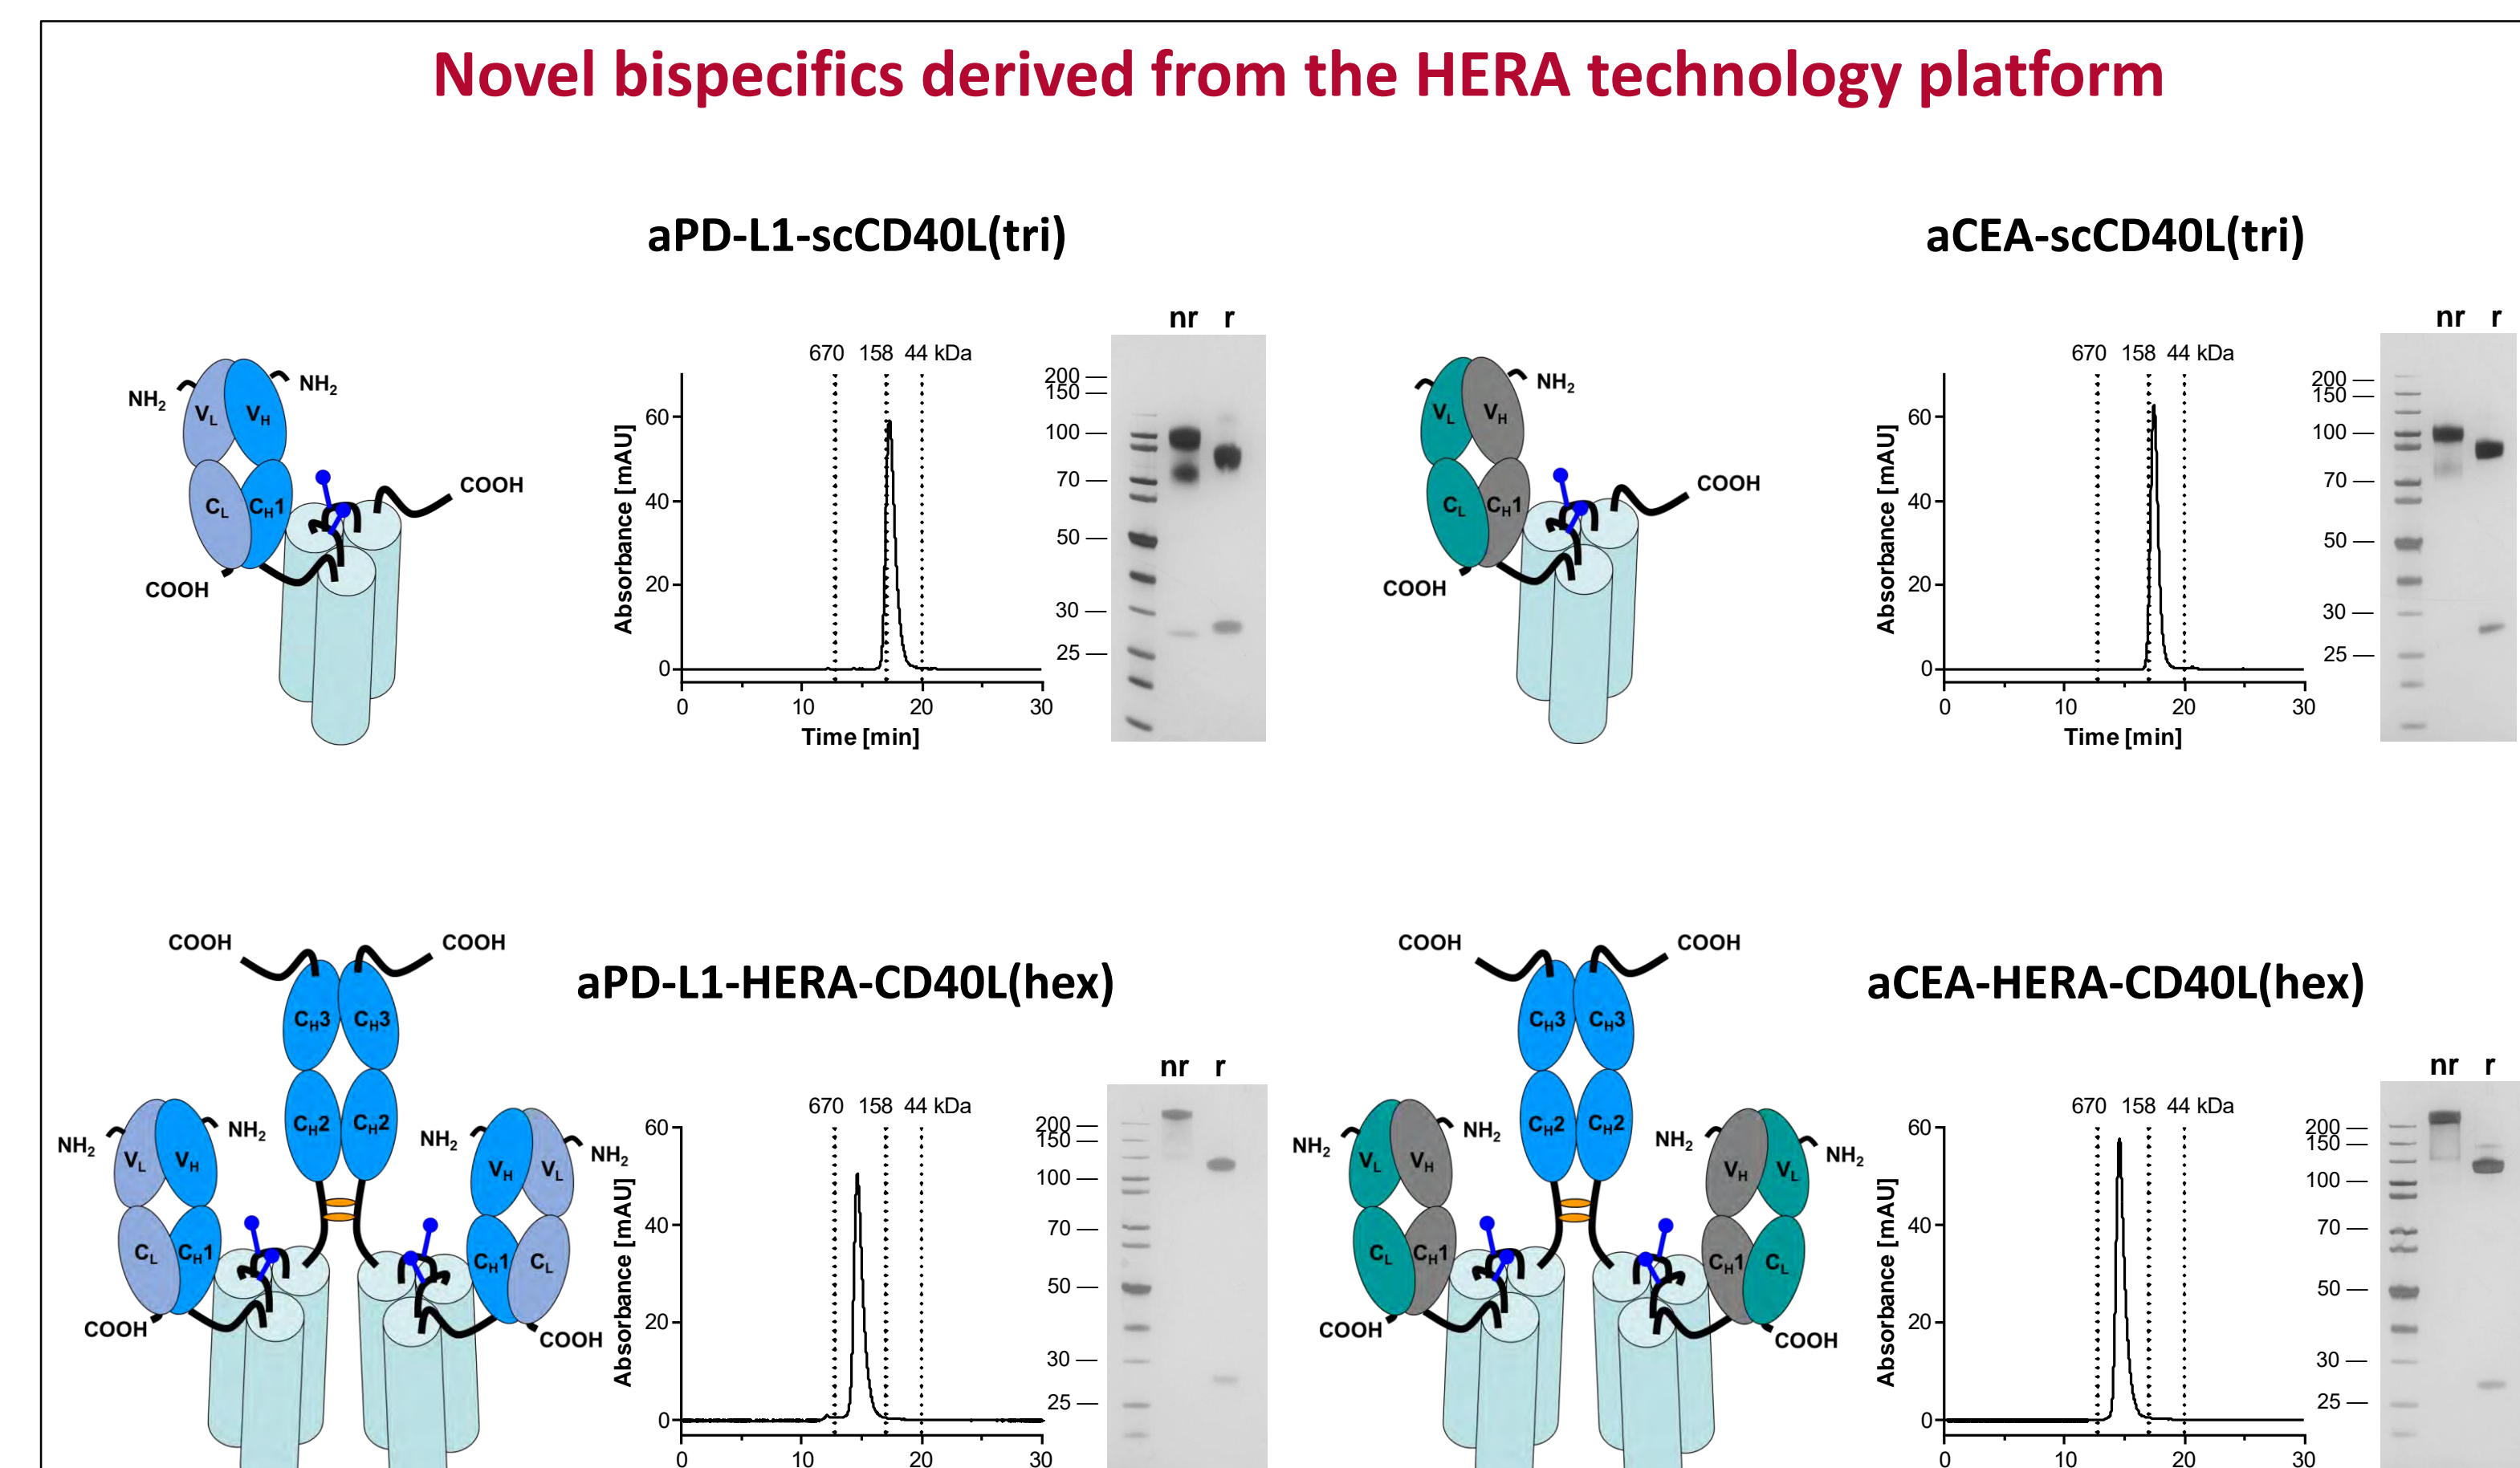 Novel bispecifics derived from the HERA technology platform
aPD-L1-scCD40L(tri)
NH2
NH2
VL
VH
CL
CH1
COOH
COOH
670 158 44 kDa
Absorbance [mAU]
60
40
20
0
0 10 20 30
Time [min]
nr r
200
150
100
70
50
30
25
aCEA-scCD40L(tri)
NH2
VL
VH
CL
CH1
COOH
COOH
670 158 44 kDa
Absorbance [mAU]
60
40
20
0
0 10 20 30
Time [min]
nr r
200
150
100
70
50
30
25
aPD-L1-HERA-CD40L(hex)
COOH COOH
CH3 CH3
CH2 CH2
NH2 NH2 NH2 NH2
VL VH VH VL
CL CH1 CH1 CL
COOH COOH
670 158 44 kDa
Absorbance [mAU]
60
40
20
0
0 10 20 30
nr r
200
150
100
70
50
30
25
aCEA-HERA-CD40L(hex)
COOH COOH
CH3 CH3
CH2 CH2
NH2 NH2 NH2 NH2
VL VH VH VL
CL CH1 CH1 CL
COOH COOH
670 158 44 kDa
Absorbance [mAU]
60
40
20
0
0 10 20 30
nr r
200
150
100
70
50
30
25